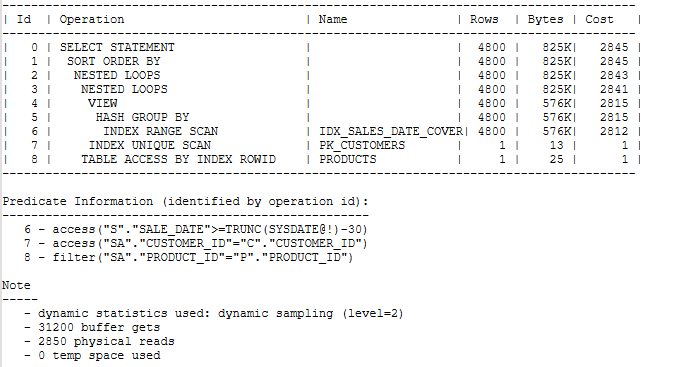 ---------------------------------------------------------------------------------------
| Id  | Operation                      | Name                | Rows  | Bytes | Cost   |
---------------------------------------------------------------------------------------
|   0 | SELECT STATEMENT               |                     |  4800 |   825K|   2845 |
|   1 |  SORT ORDER BY                 |                     |  4800 |   825K|   2845 |
|   2 |   NESTED LOOPS                 |                     |  4800 |   825K|   2843 |
|   3 |    NESTED LOOPS                |                     |  4800 |   825K|   2841 |
|   4 |     VIEW                       |                     |  4800 |   576K|   2815 |
|   5 |      HASH GROUP BY             |                     |  4800 |   576K|   2815 |
|   6 |       INDEX RANGE SCAN         | IDX_SALES_DATE_COVER|  4800 |   576K|   2812 |
|   7 |     INDEX UNIQUE SCAN          | PK_CUSTOMERS        |     1 |    13 |      1 |
|   8 |    TABLE ACCESS BY INDEX ROWID | PRODUCTS            |     1 |    25 |      1 |
---------------------------------------------------------------------------------------
Predicate Information (identified by operation id):
---------------------------------------------------
   6 - access("S"."SALE_DATE">=TRUNC(SYSDATE@!)-30)
   7 - access("SA"."CUSTOMER_ID"="C"."CUSTOMER_ID")
   8 - filter("SA"."PRODUCT_ID"="P"."PRODUCT_ID")
Note
-----
   - dynamic statistics used: dynamic sampling (level=2)
   - 31200 buffer gets
   - 2850 physical reads
   - 0 temp space used